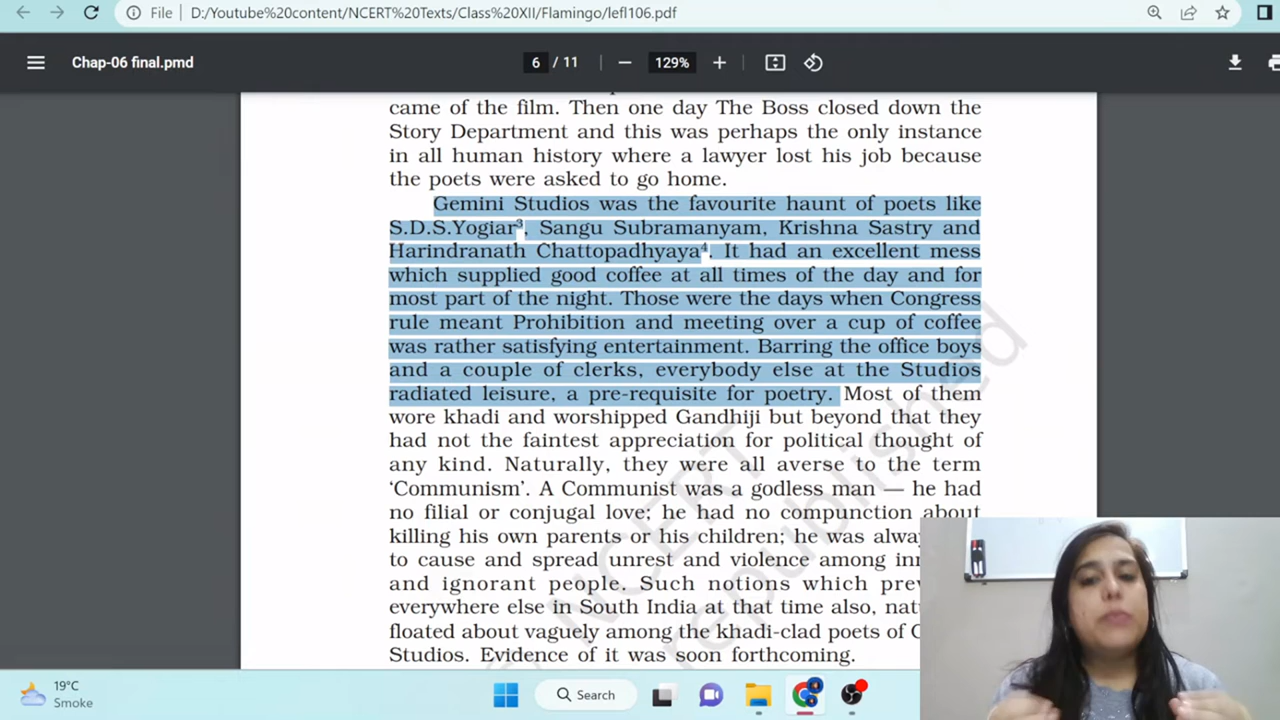 File | D:/Youtube%20content/NCERT%20Texts/Class%20XII/Flamingo/lefl106.pdf
Chap-06 final.pmd
6 / 11
129%
came of the film. Then one day The Boss closed down the
Story Department and this was perhaps the only instance
in all human history where a lawyer lost his job because
the poets were asked to go home.
Gemini Studios was the favourite haunt of poets like
S.D.S.Yogiar³, Sangu Subramanyam, Krishna Sastry and
Harindranath Chattopadhyaya⁴. It had an excellent mess
which supplied good coffee at all times of the day and for
most part of the night. Those were the days when Congress
rule meant Prohibition and meeting over a cup of coffee
was rather satisfying entertainment. Barring the office boys
and a couple of clerks, everybody else at the Studios
radiated leisure, a pre-requisite for poetry. Most of them
wore khadi and worshipped Gandhiji but beyond that they
had not the faintest appreciation for political thought of
any kind. Naturally, they were all averse to the term
‘Communism’. A Communist was a godless man — he had
no filial or conjugal love; he had no compunction about
killing his own parents or his children; he was
to cause and spread unrest and violence among
and ignorant people. Such notions which
everywhere else in South India at that time also,
floated about vaguely among the khadi-clad poets of
Studios. Evidence of it was soon forthcoming.
© NCERT
republished
19°C
Smoke
Search